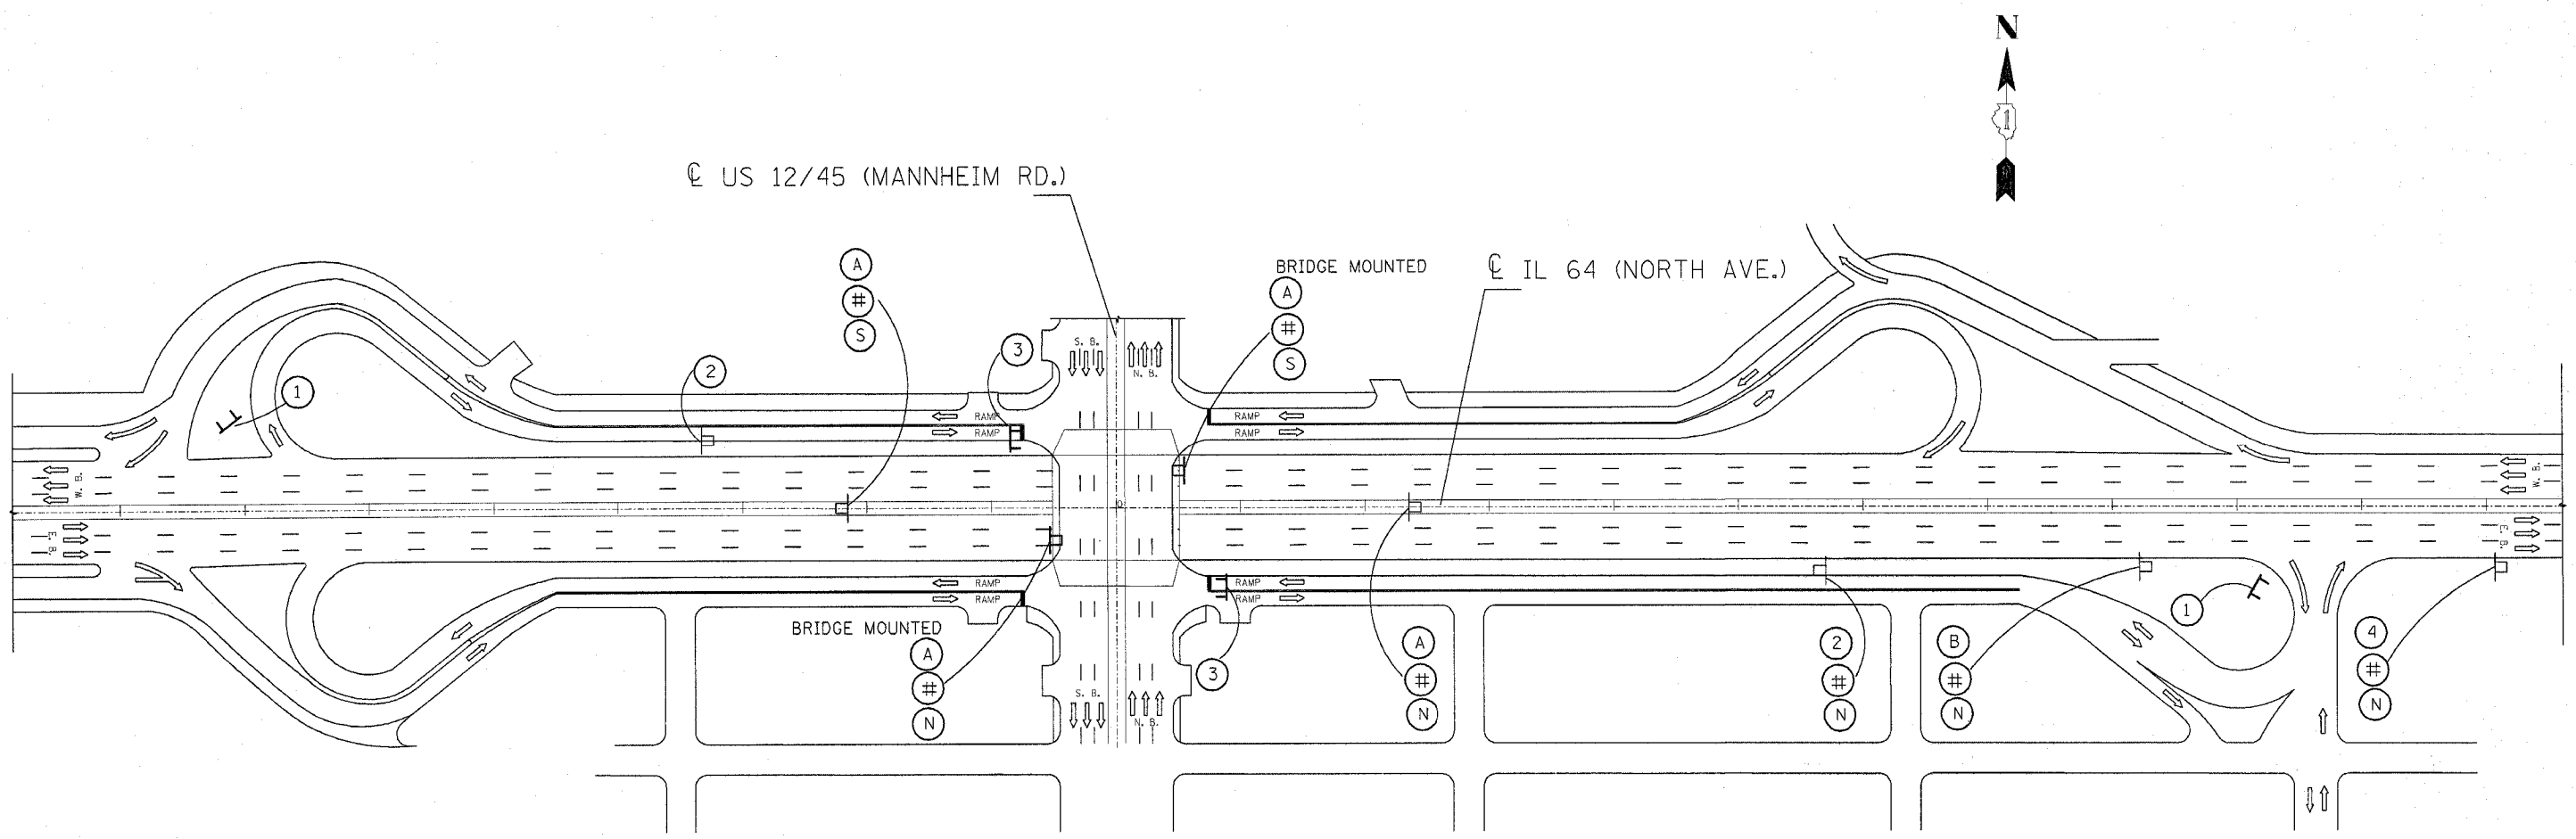 N
1
℄ US 12/45 (MANNHEIM RD.)
A
#
S
BRIDGE MOUNTED
A
#
S
℄ IL 64 (NORTH AVE.)
1
2
3
S. B.
N. B.
RAMP
RAMP
RAMP
RAMP
W. B.
W. B.
E. B.
E. B.
RAMP
RAMP
RAMP
RAMP
BRIDGE MOUNTED
A
#
N
3
A
#
N
2
#
N
B
#
N
1
4
#
N
S. B.
N. B.